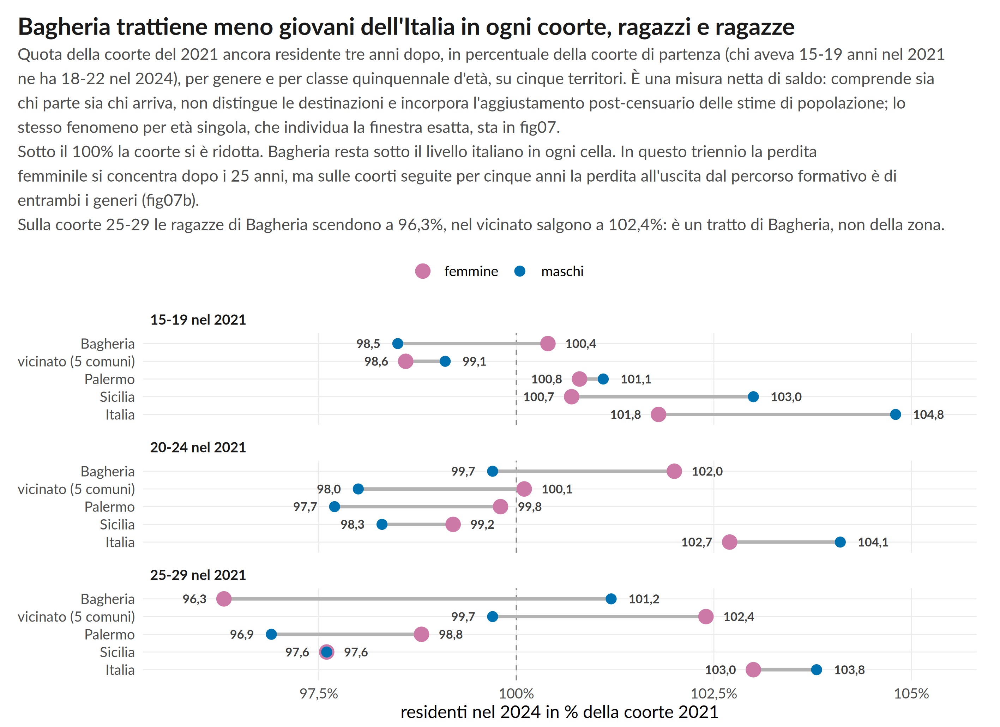 Bagheria trattiene meno giovani dell'Italia in ogni coorte, ragazzi e ragazze
Quota della coorte del 2021 ancora residente tre anni dopo, in percentuale della coorte di partenza (chi aveva 15-19 anni nel 2021
ne ha 18-22 nel 2024), per genere e per classe quinquennale d'età, su cinque territori. È una misura netta di saldo: comprende sia
chi parte sia chi arriva, non distingue le destinazioni e incorpora l'aggiustamento post-censuario delle stime di popolazione; lo
stesso fenomeno per età singola, che individua la finestra esatta, sta in fig07.
Sotto il 100% la coorte si è ridotta. Bagheria resta sotto il livello italiano in ogni cella. In questo triennio la perdita
femminile si concentra dopo i 25 anni, ma sulle coorti seguite per cinque anni la perdita all'uscita dal percorso formativo è di
entrambi i generi (fig07b).
Sulla coorte 25-29 le ragazze di Bagheria scendono a 96,3%, nel vicinato salgono a 102,4%: è un tratto di Bagheria, non della zona.
femmine maschi
15-19 nel 2021
Bagheria 98,5 100,4
vicinato (5 comuni) 98,6 99,1
Palermo 100,8 101,1
Sicilia 100,7 103,0
Italia 101,8 104,8
20-24 nel 2021
Bagheria 99,7 102,0
vicinato (5 comuni) 98,0 100,1
Palermo 97,7 99,8
Sicilia 98,3 99,2
Italia 102,7 104,1
25-29 nel 2021
Bagheria 96,3 101,2
vicinato (5 comuni) 99,7 102,4
Palermo 96,9 98,8
Sicilia 97,6 97,6
Italia 103,0 103,8
97,5% 100% 102,5% 105%
residenti nel 2024 in % della coorte 2021